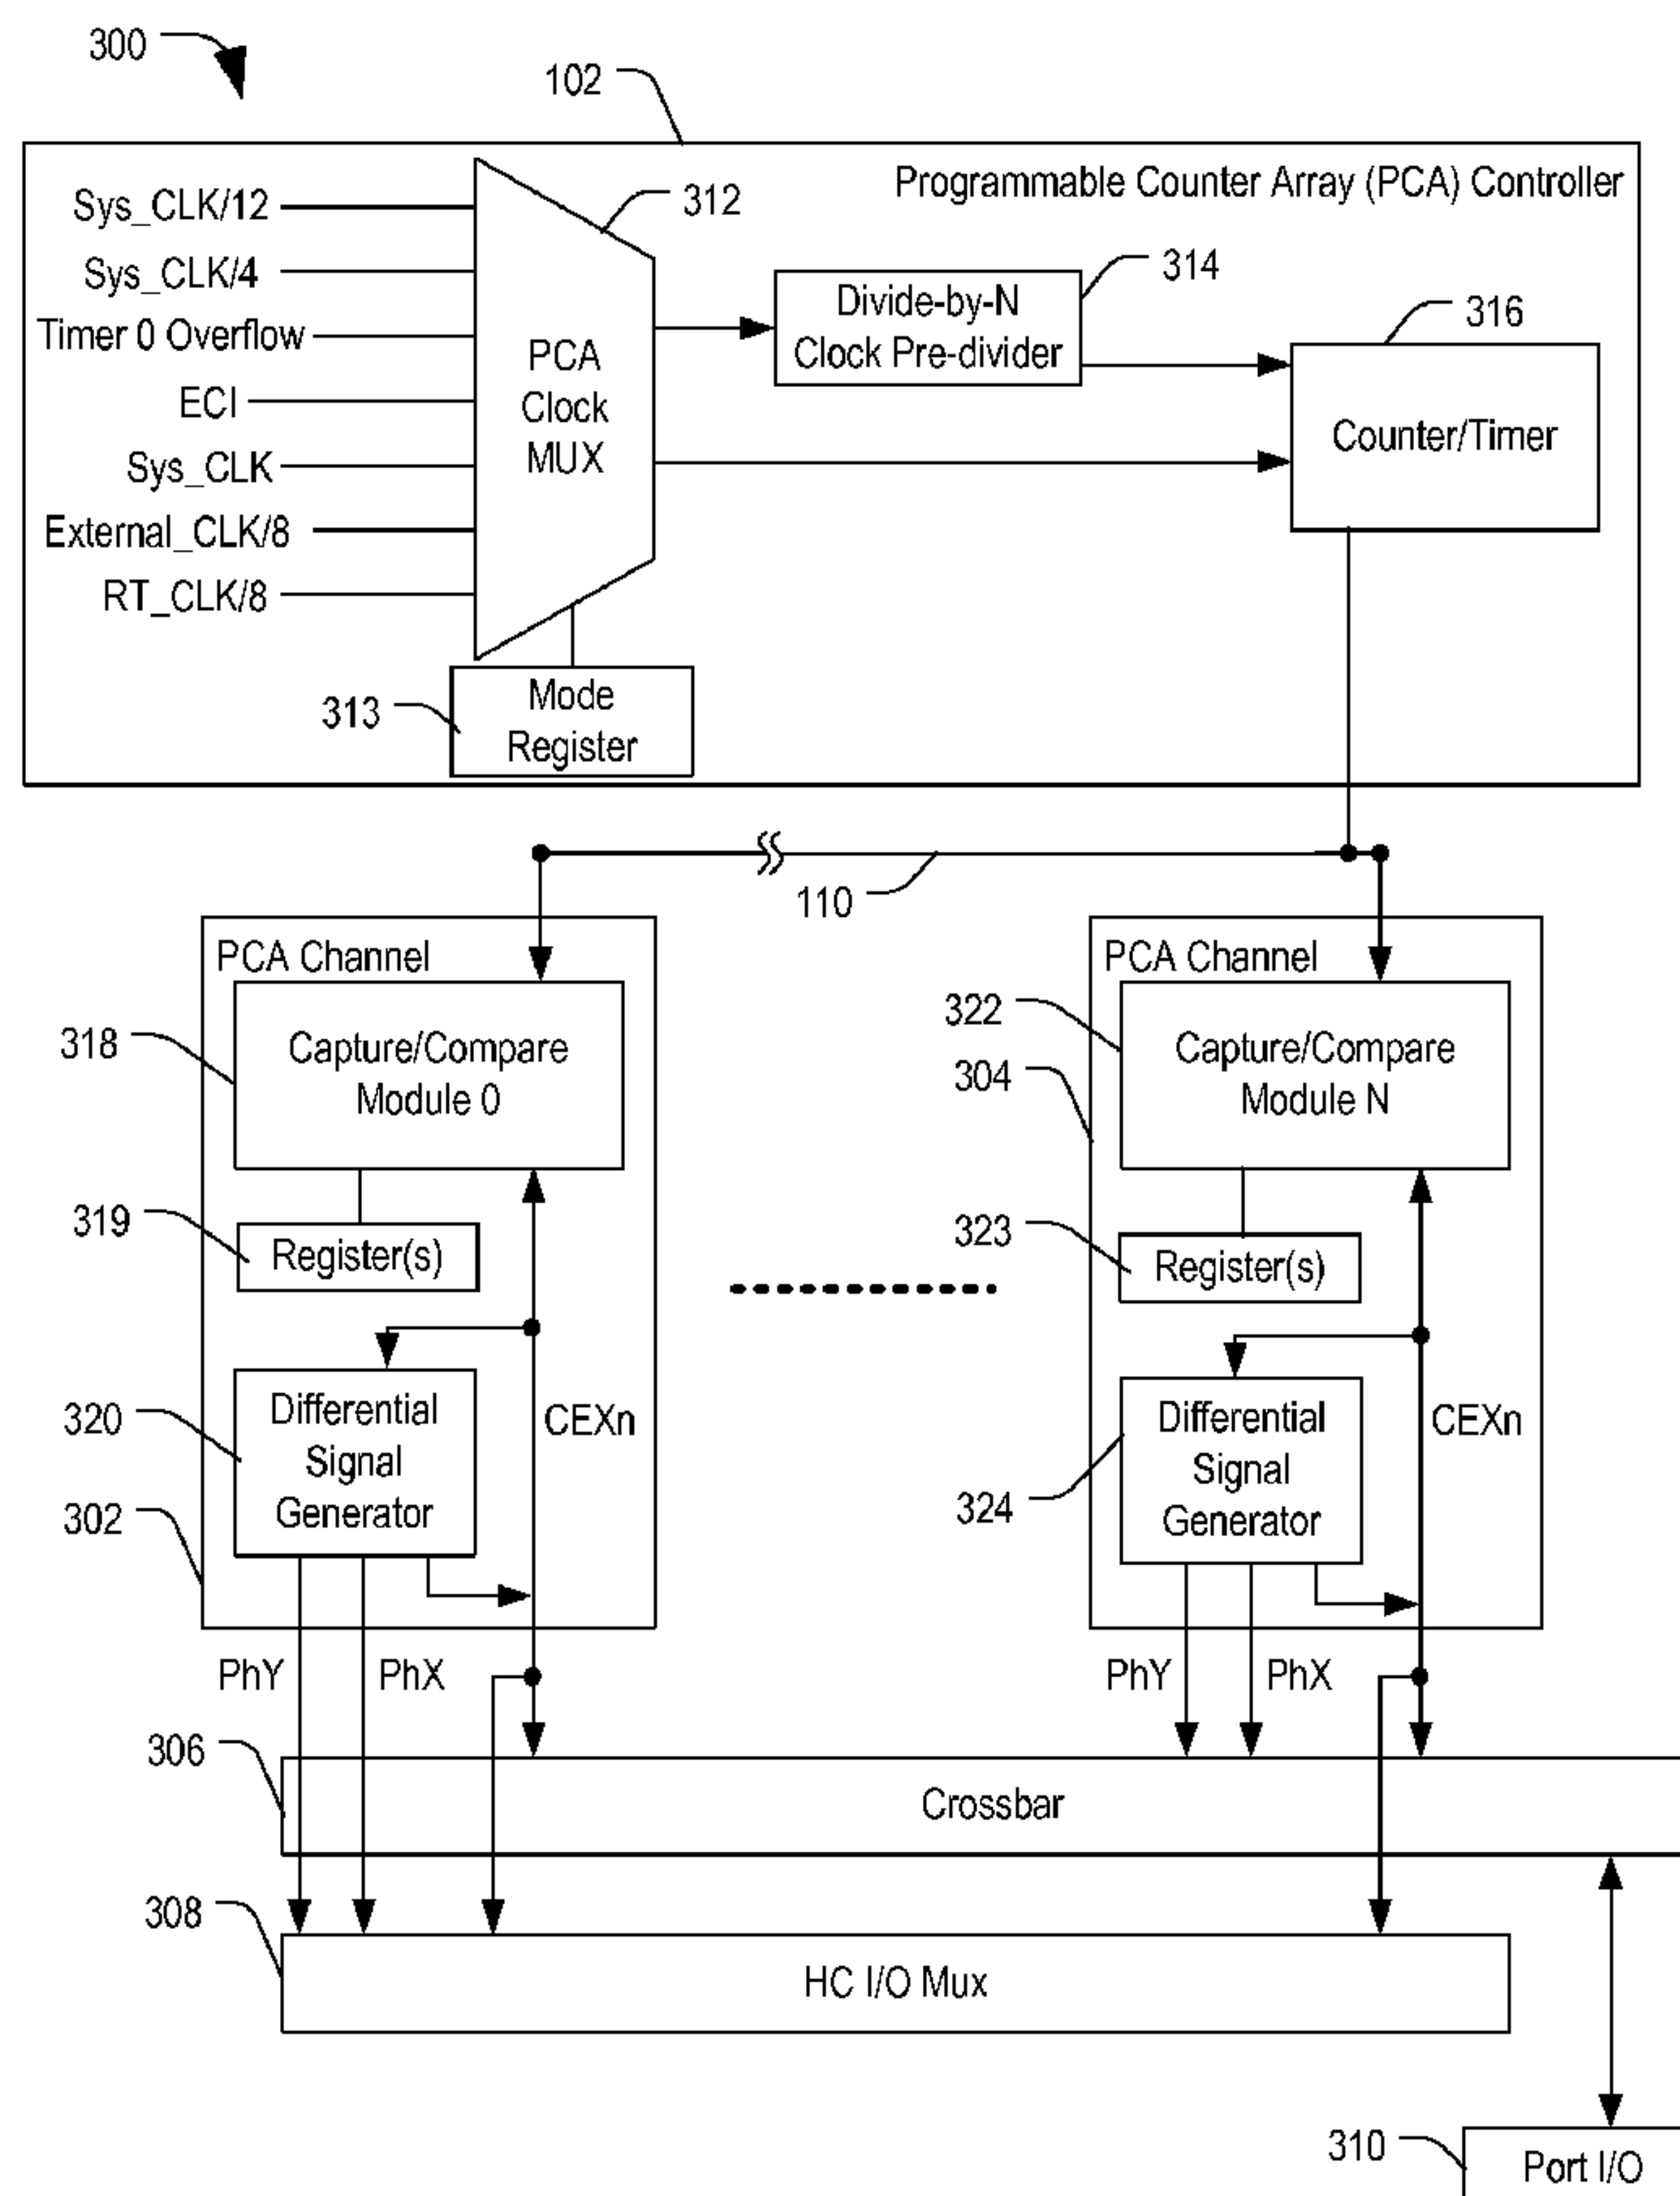 300
102
Programmable Counter Array (PCA) Controller
Sys_CLK/12
312
Sys_CLK/4
314
Divide-by-N
Clock Pre-divider
316
Timer 0 Overflow
PCA
Clock
MUX
ECI
Counter/Timer
Sys_CLK
External_CLK/8
RT_CLK/8
313
Mode
Register
110
PCA Channel
PCA Channel
318
Capture/Compare
Module 0
322
304
Capture/Compare
Module N
319
Register(s)
323
Register(s)
320
Differential
Signal
Generator
CEXn
302
324
Differential
Signal
Generator
CEXn
PhY
PhX
PhY
PhX
306
Crossbar
308
HC I/O Mux
310
Port I/O